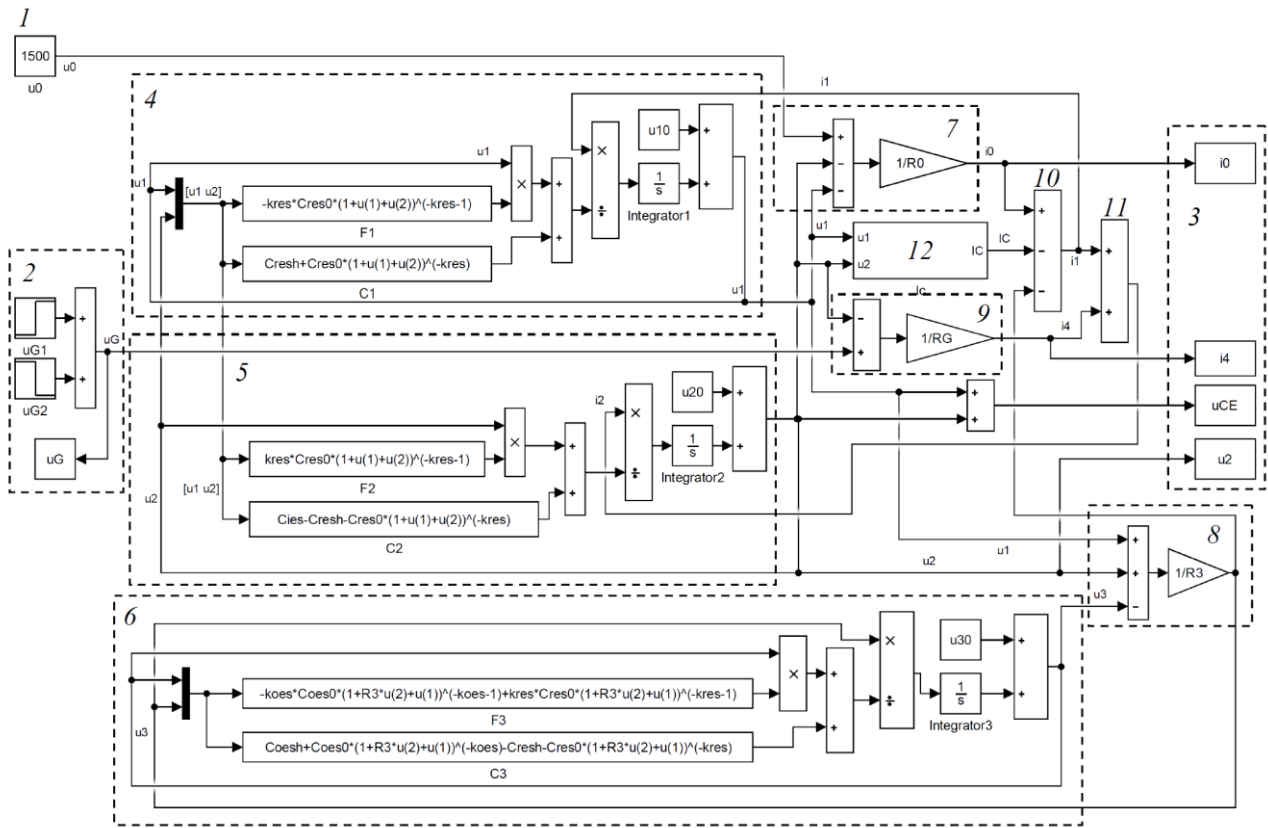 1
1500
u0
u0
4
u1
[u1 u2]
-kres*Cres0*(1+u(1)+u(2))^(-kres-1)
F1
Cresh+Cres0*(1+u(1)+u(2))^(-kres)
C1
u1
×
+
+
×
÷
u10
1
s
Integrator1
+
+
u1
i1
7
+
−
−
1/R0
i0
10
+
−
−
i1
11
+
+
3
i0
i4
uCE
u2
u1
u1
u2
12
IC
IC
Ic
9
−
+
1/RG
i4
2
uG1
uG2
+
+
uG
uG
5
u2
[u1 u2]
kres*Cres0*(1+u(1)+u(2))^(-kres-1)
F2
Cies-Cresh-Cres0*(1+u(1)+u(2))^(-kres)
C2
×
+
+
i2
×
÷
u20
1
s
Integrator2
+
+
+
+
u2
u1
8
+
+
−
1/R3
u3
6
u3
-koes*Coes0*(1+R3*u(2)+u(1))^(-koes-1)+kres*Cres0*(1+R3*u(2)+u(1))^(-kres-1)
F3
Coesh+Coes0*(1+R3*u(2)+u(1))^(-koes)-Cresh-Cres0*(1+R3*u(2)+u(1))^(-kres)
C3
×
+
+
×
÷
u30
1
s
Integrator3
+
+